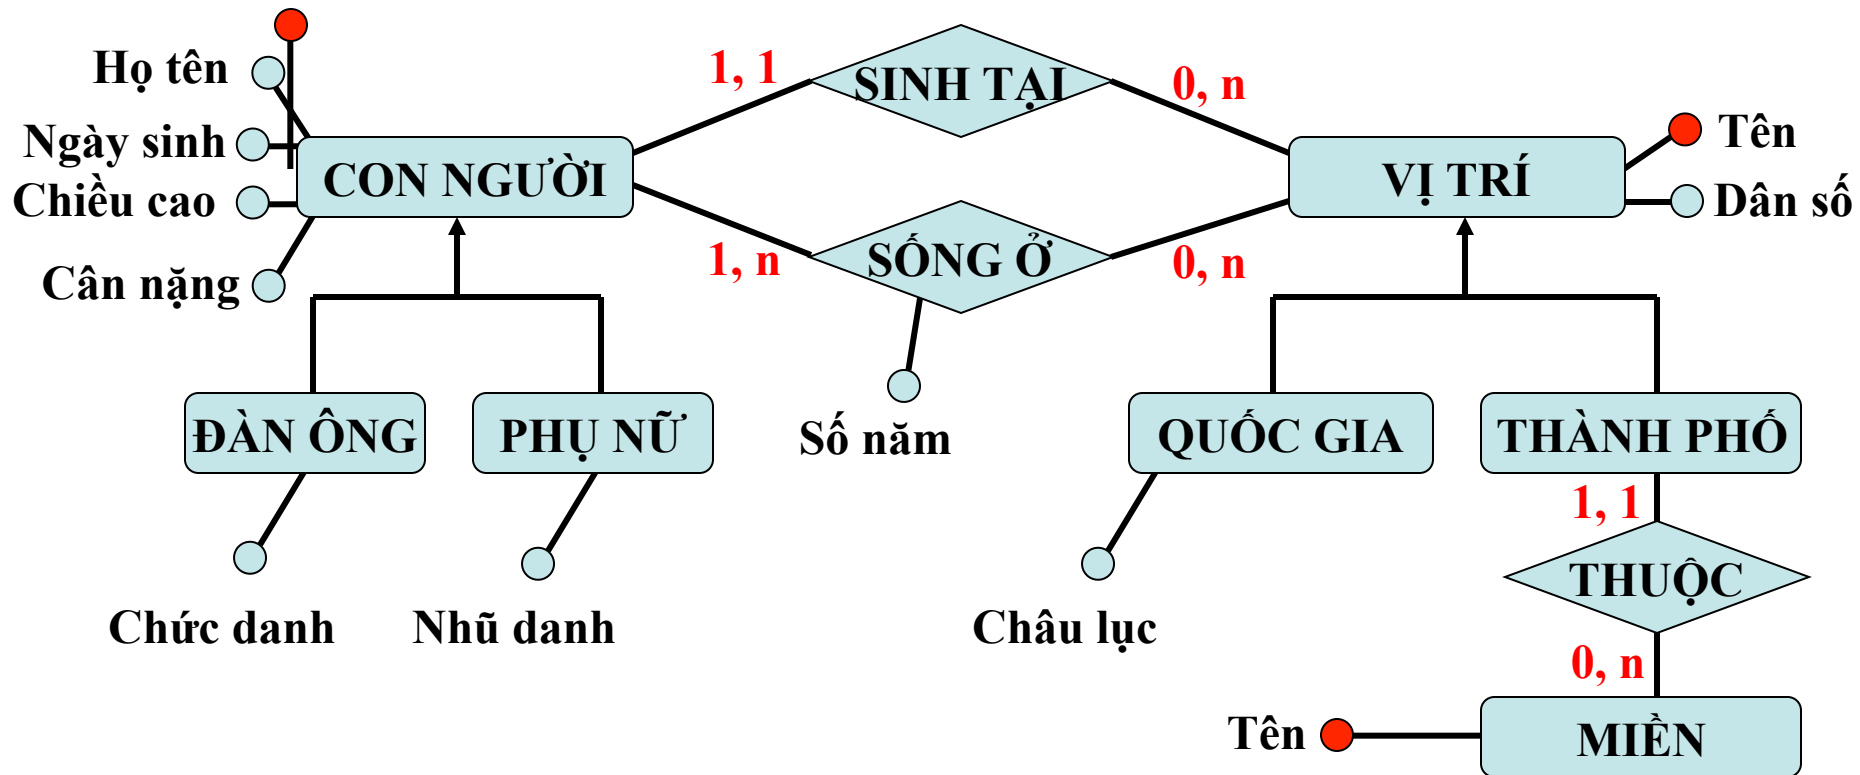 Họ tên
1, 1
SINH TẠI
0, n
Ngày sinh
Tên
CON NGƯỜI
VỊ TRÍ
Chiều cao
Dân số
1, n
SỐNG Ở
0, n
Cân nặng
ĐÀN ÔNG
PHỤ NỮ
Số năm
QUỐC GIA
THÀNH PHỐ
1, 1
THUỘC
Chức danh
Nhũ danh
Châu lục
0, n
Tên
MIỀN